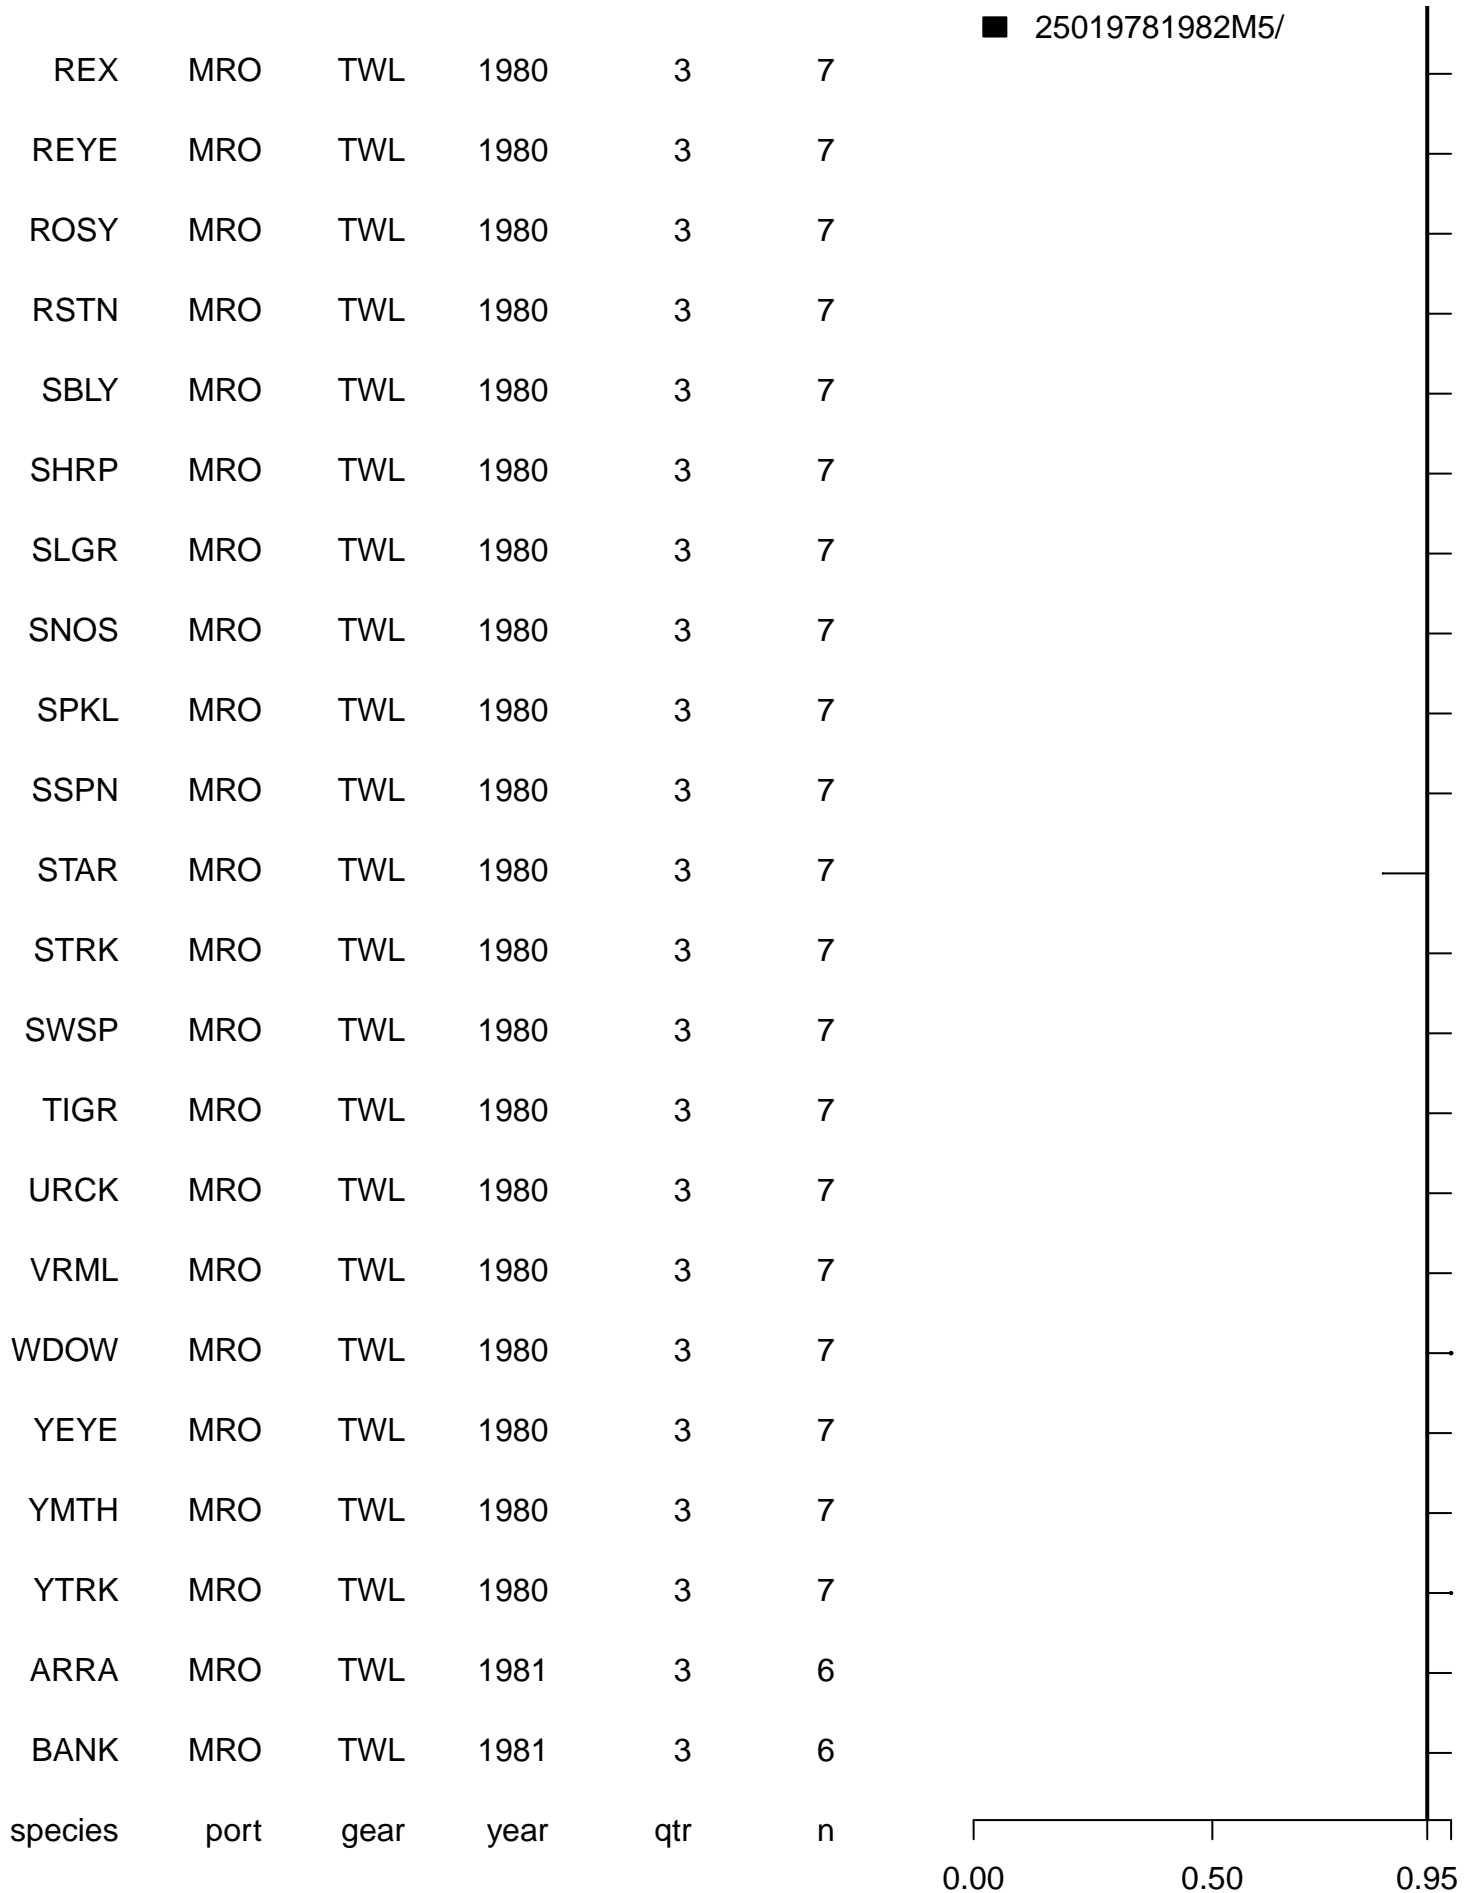 25019781982M5/
REX MRO TWL 1980 3 7
REYE MRO TWL 1980 3 7
ROSY MRO TWL 1980 3 7
RSTN MRO TWL 1980 3 7
SBLY MRO TWL 1980 3 7
SHRP MRO TWL 1980 3 7
SLGR MRO TWL 1980 3 7
SNOS MRO TWL 1980 3 7
SPKL MRO TWL 1980 3 7
SSPN MRO TWL 1980 3 7
STAR MRO TWL 1980 3 7
STRK MRO TWL 1980 3 7
SWSP MRO TWL 1980 3 7
TIGR MRO TWL 1980 3 7
URCK MRO TWL 1980 3 7
VRML MRO TWL 1980 3 7
WDOW MRO TWL 1980 3 7
YEYE MRO TWL 1980 3 7
YMTH MRO TWL 1980 3 7
YTRK MRO TWL 1980 3 7
ARRA MRO TWL 1981 3 6
BANK MRO TWL 1981 3 6
species port gear year qtr n
0.00 0.50 0.95